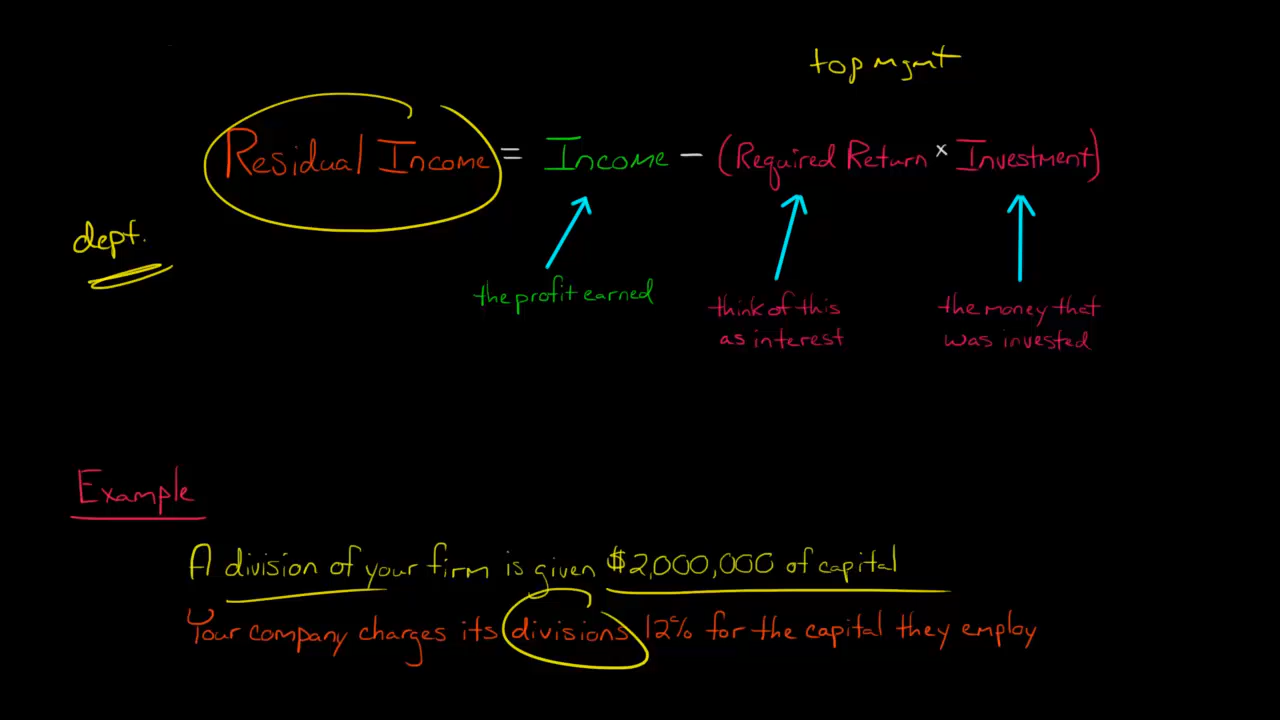 top mgmt
Residual Income = Income - (Required Return × Investment)
dept.
the profit earned
think of this
as interest
the money that
was invested
Example
A division of your firm is given $2,000,000 of capital
Your company charges its divisions 12% for the capital they employ